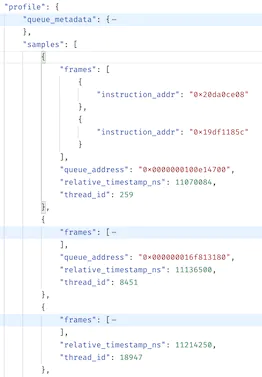 "profile": {
"queue_metadata": {⋯
},
"samples": [
{
"frames": [
{
"instruction_addr": "0×20da0ce08"
},
{
"instruction_addr": "0×19df1185c"
}
],
"queue_address": "0×0000000100e14700",
"relative_timestamp_ns": 11070084,
"thread_id": 259
},
{
"frames": [⋯
],
"queue_address": "0×000000016f813180",
"relative_timestamp_ns": 11136500,
"thread_id": 8451
},
{
"frames": [⋯
],
"relative_timestamp_ns": 11214250,
"thread_id": 18947
},